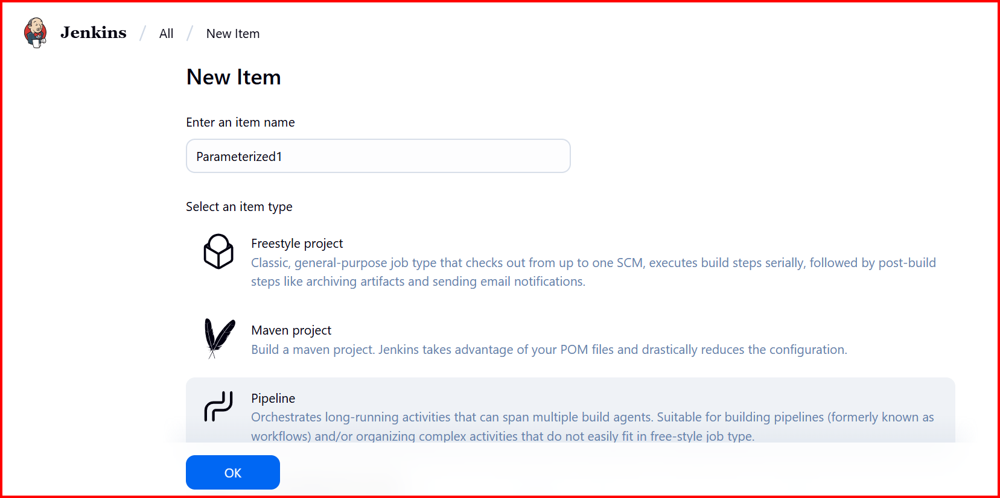 Jenkins / All / New Item
New Item
Enter an item name
Parameterized1
Select an item type
Freestyle project
Classic, general-purpose job type that checks out from up to one SCM, executes build steps serially, followed by post-build
steps like archiving artifacts and sending email notifications.
Maven project
Build a maven project. Jenkins takes advantage of your POM files and drastically reduces the configuration.
Pipeline
Orchestrates long-running activities that can span multiple build agents. Suitable for building pipelines (formerly known as
workflows) and/or organizing complex activities that do not easily fit in free-style job type.
OK